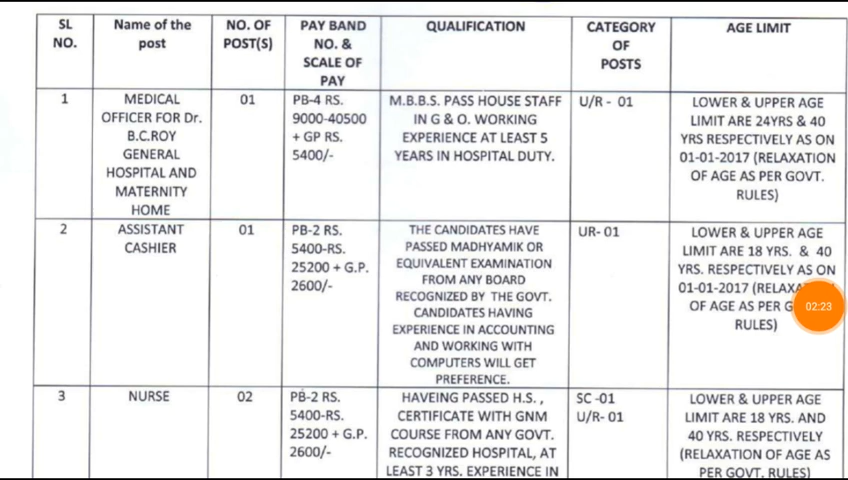 SL
NO.
Name of the
post
NO. OF
POST(S)
PAY BAND
NO. &
SCALE OF
PAY
QUALIFICATION
CATEGORY
OF
POSTS
AGE LIMIT
1
MEDICAL
OFFICER FOR Dr.
B.C.ROY
GENERAL
HOSPITAL AND
MATERNITY
HOME
01
PB-4 RS.
9000-40500
+ GP RS.
5400/-
M.B.B.S. PASS HOUSE STAFF
IN G & O. WORKING
EXPERIENCE AT LEAST 5
YEARS IN HOSPITAL DUTY.
U/R - 01
LOWER & UPPER AGE
LIMIT ARE 24YRS & 40
YRS RESPECTIVELY AS ON
01-01-2017 (RELAXATION
OF AGE AS PER GOVT.
RULES)
2
ASSISTANT
CASHIER
01
PB-2 RS.
5400-RS.
25200 + G.P.
2600/-
THE CANDIDATES HAVE
PASSED MADHYAMIK OR
EQUIVALENT EXAMINATION
FROM ANY BOARD
RECOGNIZED BY THE GOVT.
CANDIDATES HAVING
EXPERIENCE IN ACCOUNTING
AND WORKING WITH
COMPUTERS WILL GET
PREFERENCE.
UR- 01
LOWER & UPPER AGE
LIMIT ARE 18 YRS. & 40
YRS. RESPECTIVELY AS ON
01-01-2017
OF AGE AS PER
RULES)
02:23
3
NURSE
02
PB-2 RS.
5400-RS.
25200 + G.P.
2600/-
HAVEING PASSED H.S. ,
CERTIFICATE WITH GNM
COURSE FROM ANY GOVT.
RECOGNIZED HOSPITAL, AT
LEAST 3 YRS. EXPERIENCE IN
SC -01
U/R- 01
LOWER & UPPER AGE
LIMIT ARE 18 YRS. AND
40 YRS. RESPECTIVELY
(RELAXATION OF AGE AS
PER GOVT. RULES)